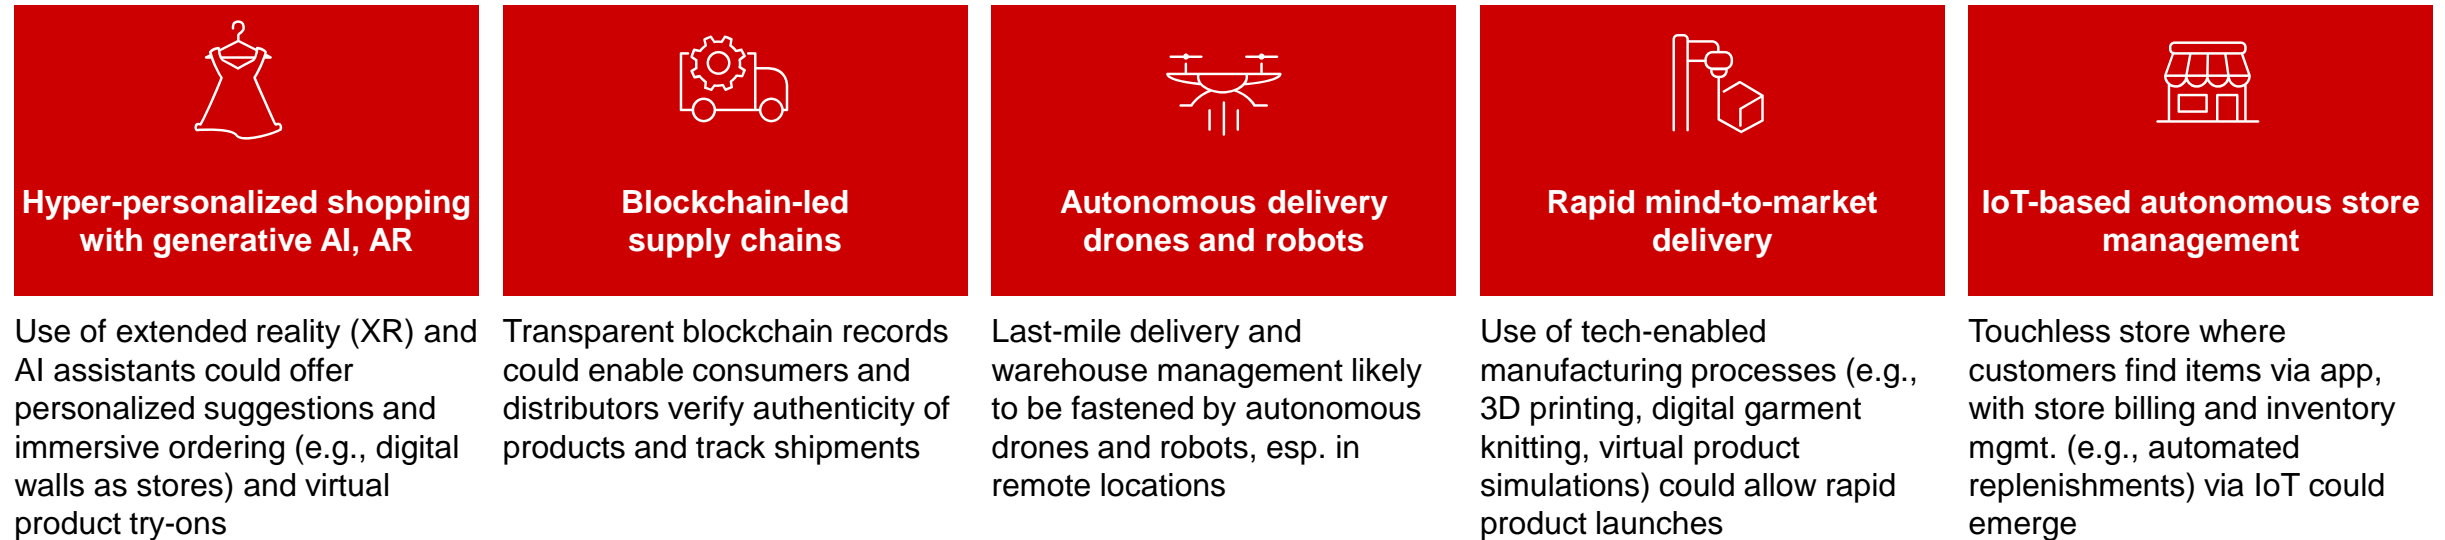 Hyper-personalized shopping
with generative AI, AR
Use of extended reality (XR) and
AI assistants could offer
personalized suggestions and
immersive ordering (e.g., digital
walls as stores) and virtual
product try-ons
Blockchain-led
supply chains
Transparent blockchain records
could enable consumers and
distributors verify authenticity of
products and track shipments
Autonomous delivery
drones and robots
Last-mile delivery and
warehouse management likely
to be fastened by autonomous
drones and robots, esp. in
remote locations
Rapid mind-to-market
delivery
Use of tech-enabled
manufacturing processes (e.g.,
3D printing, digital garment
knitting, virtual product
simulations) could allow rapid
product launches
IoT-based autonomous store
management
Touchless store where
customers find items via app,
with store billing and inventory
mgmt. (e.g., automated
replenishments) via IoT could
emerge